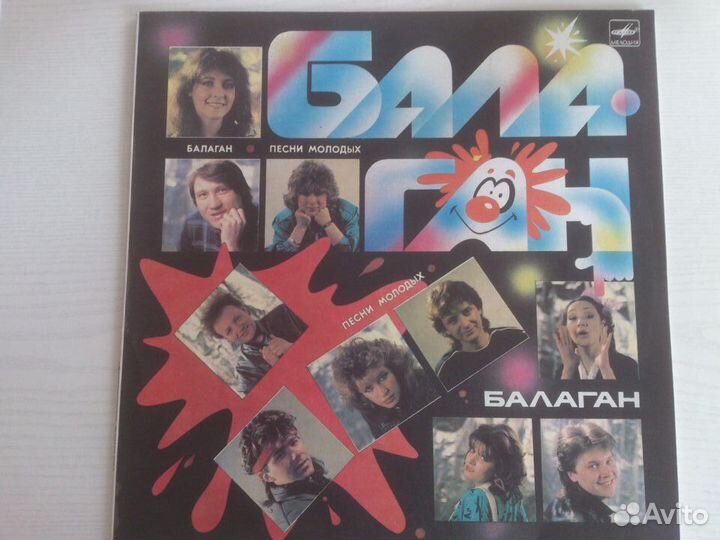 БАЛА
ГАН
МЕЛОДИЯ
БАЛАГАН • ПЕСНИ МОЛОДЫХ
ПЕСНИ МОЛОДЫХ
БАЛАГАН
Avito